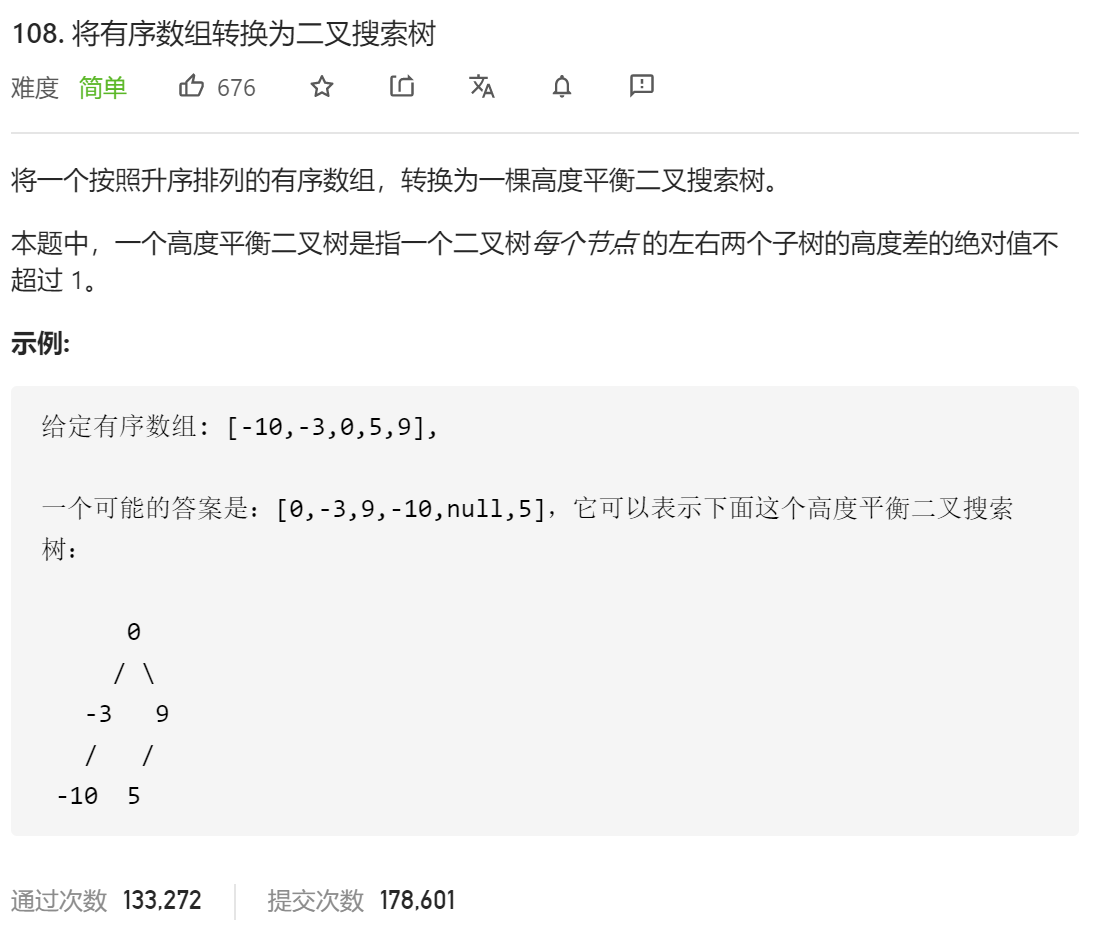 108. 将有序数组转换为二叉搜索树
难度 简单 676
将一个按照升序排列的有序数组，转换为一棵高度平衡二叉搜索树。
本题中，一个高度平衡二叉树是指一个二叉树每个节点 的左右两个子树的高度差的绝对值不
超过 1。
示例:
给定有序数组: [-10,-3,0,5,9],
一个可能的答案是：[0,-3,9,-10,null,5]，它可以表示下面这个高度平衡二叉搜索
树：
0
/ \
-3 9
/ /
-10 5
通过次数 133,272 提交次数 178,601